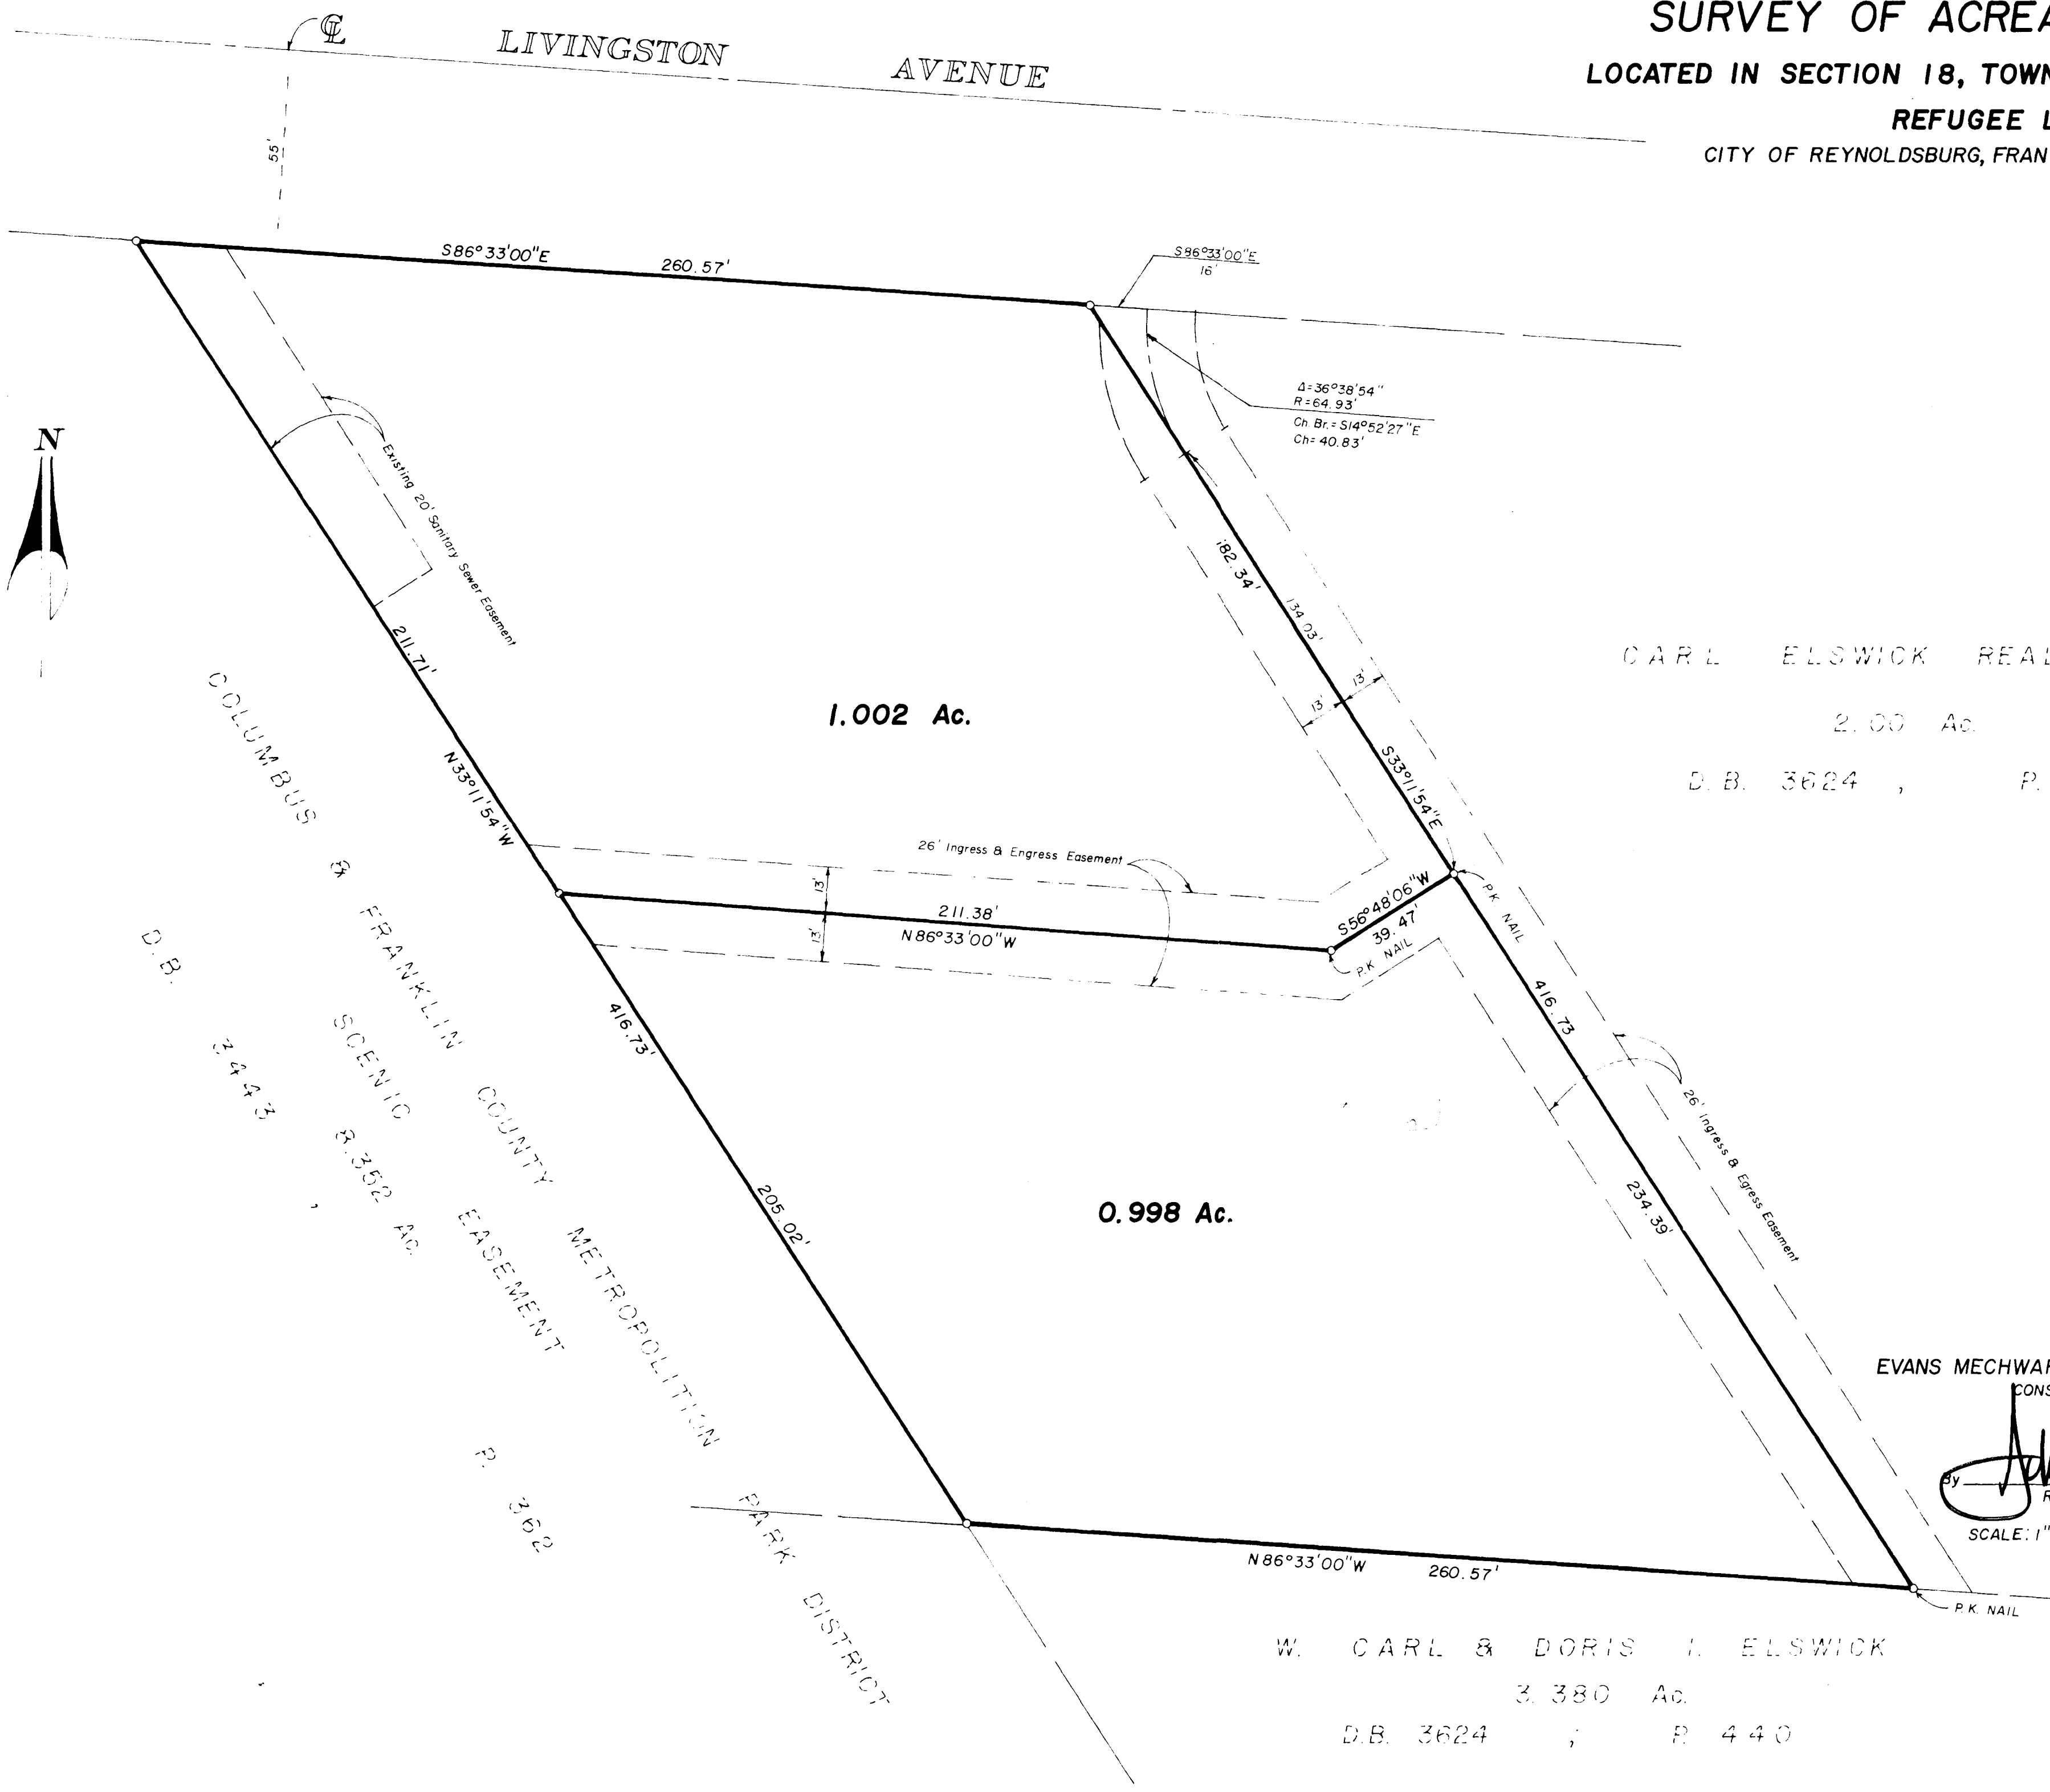 SURVEY OF ACREA
LOCATED IN SECTION 18, TOWN
REFUGEE L
CITY OF REYNOLDSBURG, FRAN
℄
LIVINGSTON AVENUE
55'
S86°33'00"E 260.57'
S86°33'00"E
16'
Δ=36°38'54"
R=64.93'
Ch. Br.= S14°52'27"E
Ch= 40.83'
N
Existing 20' Sanitary Sewer Easement
211.71'
N33°11'54"W
182.34'
134.03'
13'
13'
S33°11'54"E
1.002 Ac.
CARL ELSWICK REAL
2.00 Ac.
D.B. 3624 , P.
26' Ingress & Engress Easement
13'
13'
211.38'
N86°33'00"W
S56°48'06"W
39.47'
P.K. NAIL
P.K. NAIL
416.73'
416.73
205.02'
234.39'
26' Ingress & Egress Easement
0.998 Ac.
COLUMBUS & FRANKLIN COUNTY METROPOLITION PARK DISTRICT
SCENIC EASEMENT
8.352 Ac.
D.B. 3443 , P. 362
N86°33'00"W 260.57'
P.K. NAIL
W. CARL & DORIS I. ELSWICK
3.380 Ac.
D.B. 3624 ; P. 440
EVANS MECHWAR
CONS
By
R
SCALE: 1"